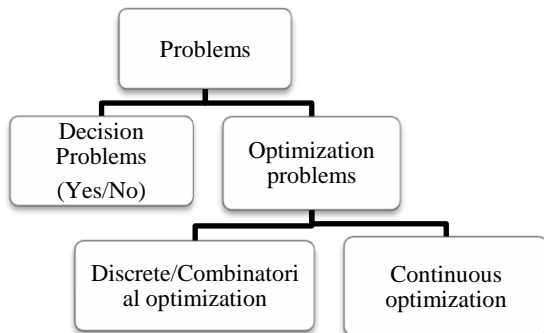 Problems
Decision
Problems
(Yes/No)
Optimization
problems
Discrete/Combinatori
al optimization
Continuous
optimization